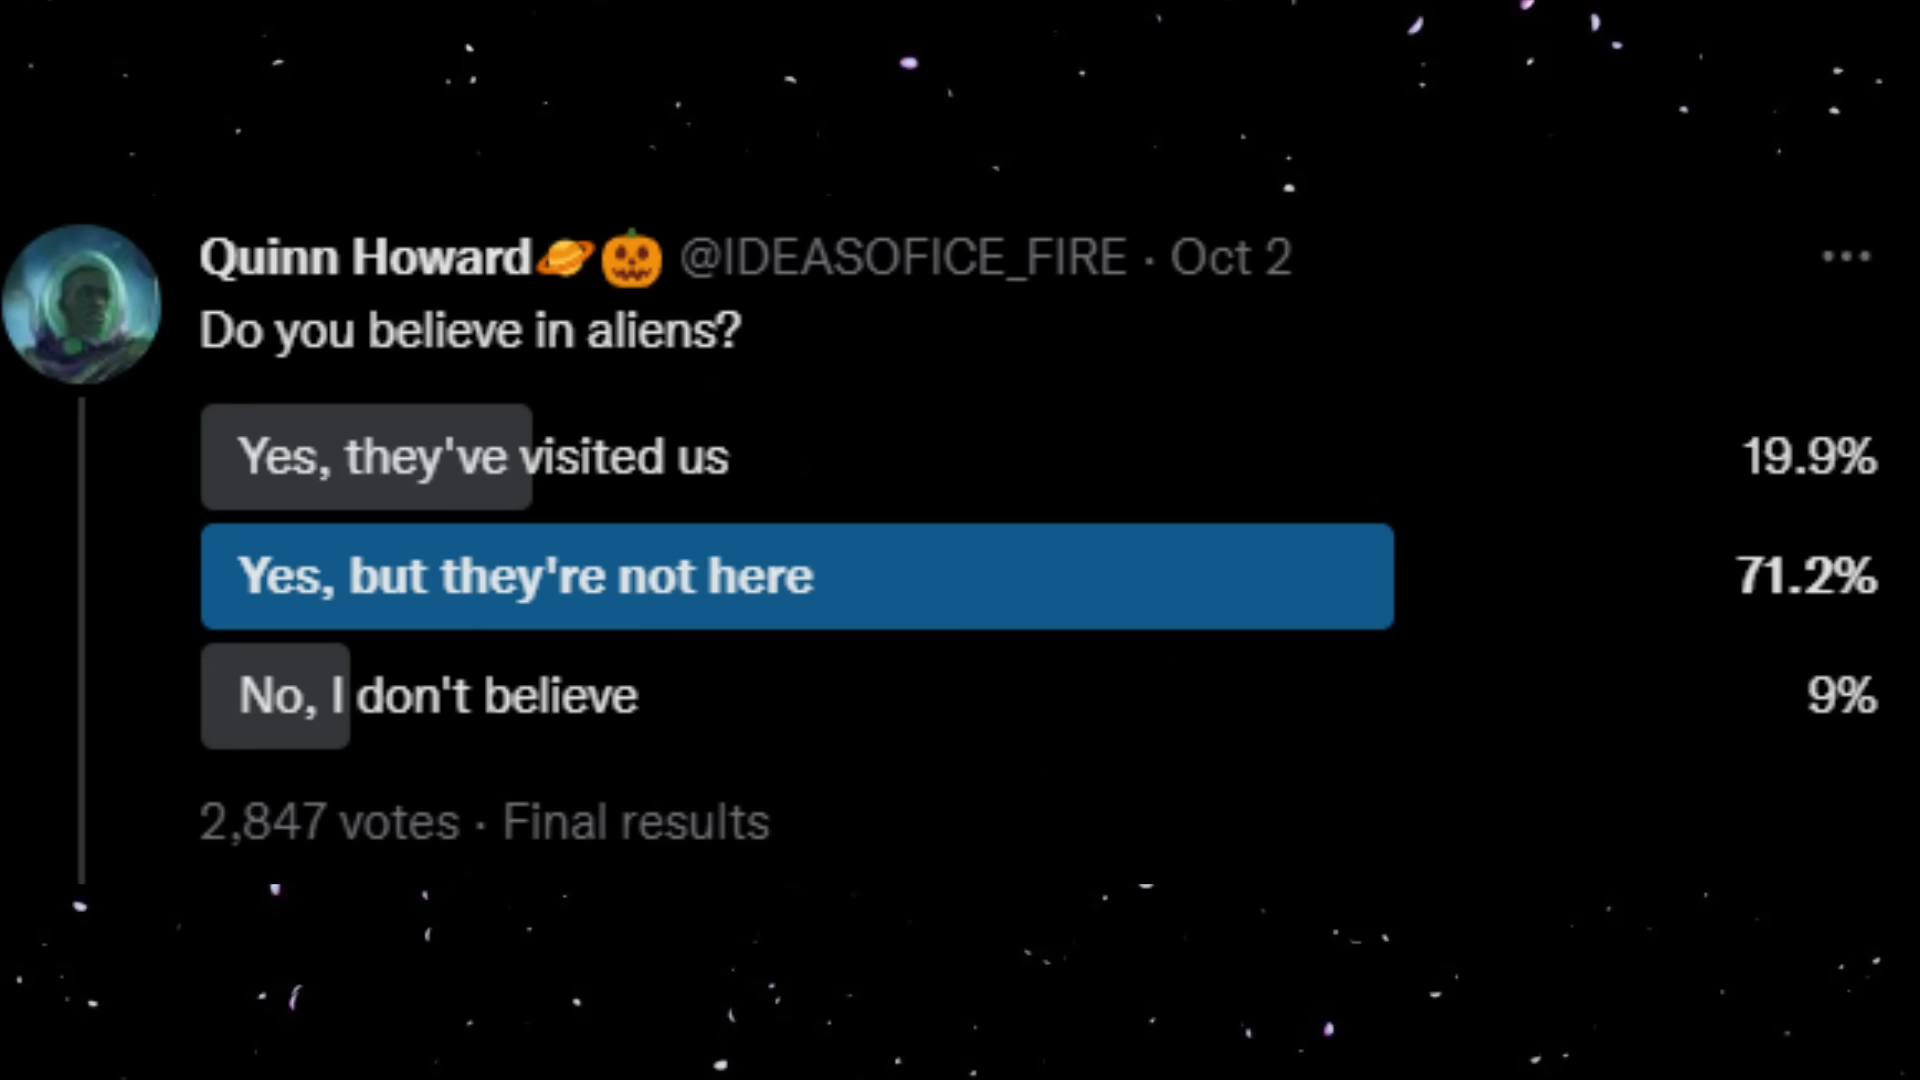 Quinn Howard🪐🎃 @IDEASOFICE_FIRE · Oct 2
Do you believe in aliens?
Yes, they've visited us 19.9%
Yes, but they're not here 71.2%
No, I don't believe 9%
2,847 votes · Final results